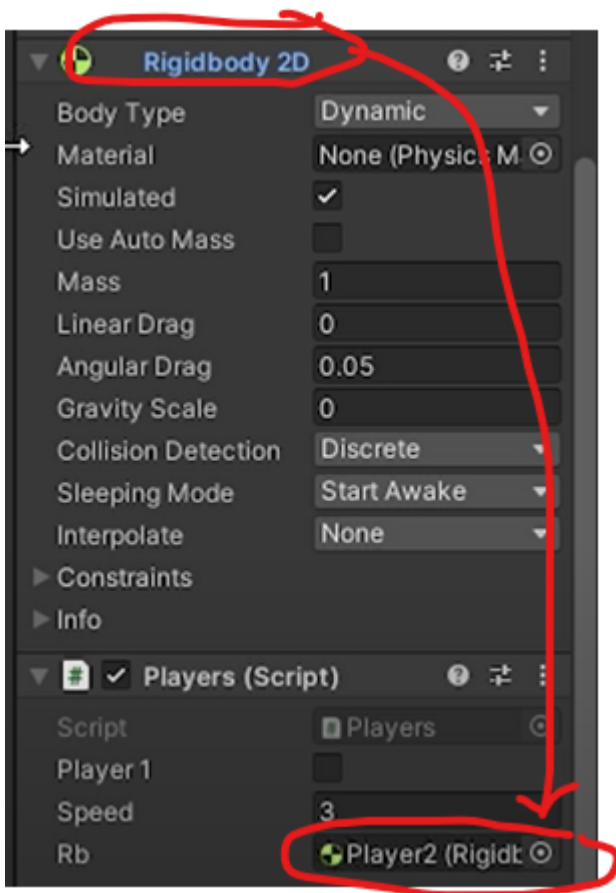 Rigidbody 2D
Body Type Dynamic
Material None (Physics M
Simulated
Use Auto Mass
Mass 1
Linear Drag 0
Angular Drag 0.05
Gravity Scale 0
Collision Detection Discrete
Sleeping Mode Start Awake
Interpolate None
Constraints
Info
# Players (Script)
Script Players
Player 1
Speed 3
Rb Player2 (Rigidb